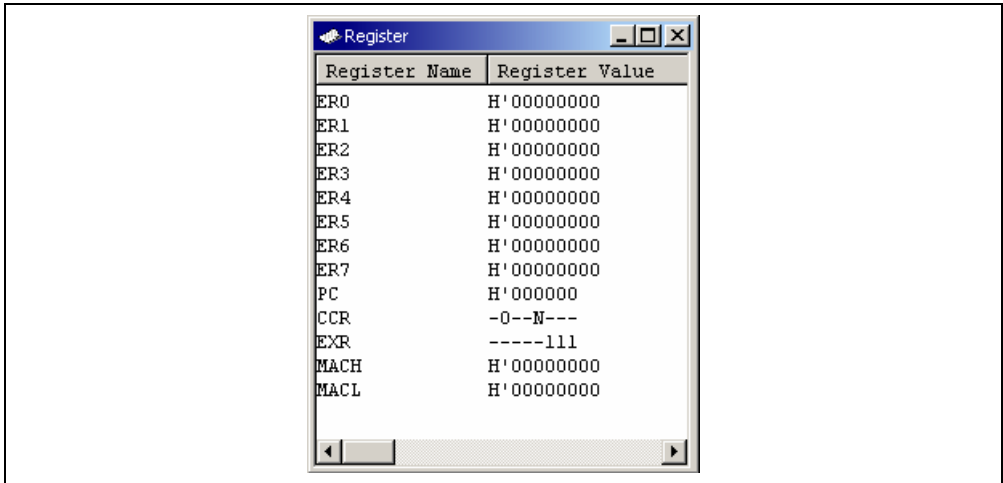 Register
Register Name Register Value
ER0 H'00000000
ER1 H'00000000
ER2 H'00000000
ER3 H'00000000
ER4 H'00000000
ER5 H'00000000
ER6 H'00000000
ER7 H'00000000
PC H'000000
CCR -0--N---
EXR -----111
MACH H'00000000
MACL H'00000000